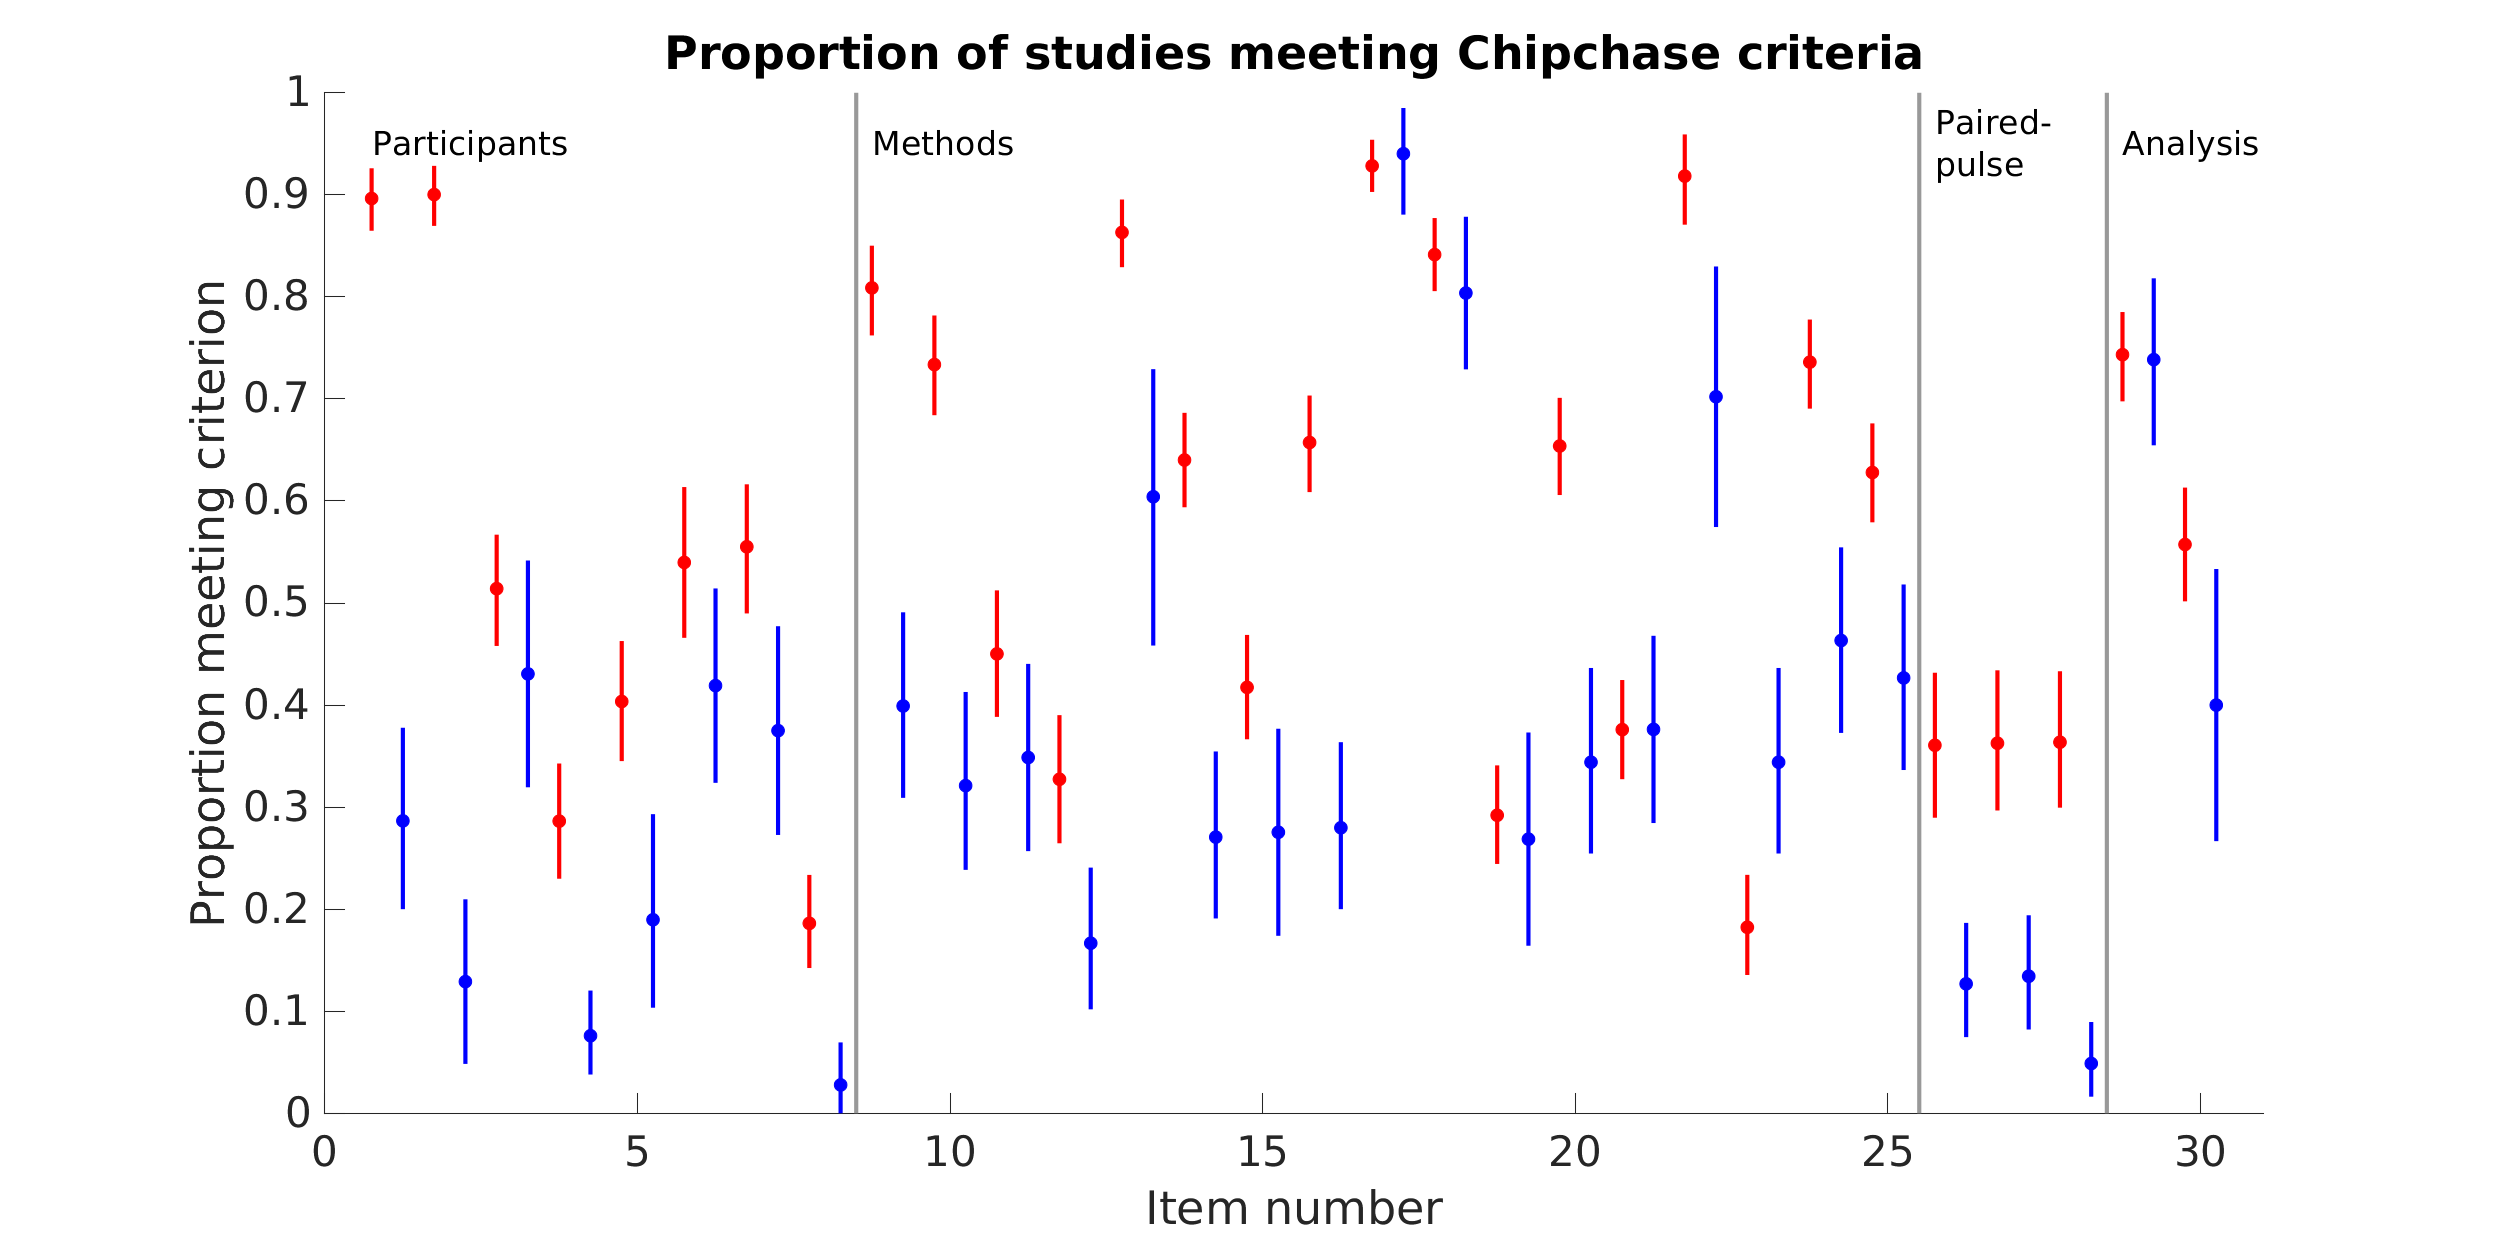 Proportion of studies meeting Chipchase criteria
Participants
Methods
Paired-
pulse
Analysis
Proportion meeting criterion
1
0.9
0.8
0.7
0.6
0.5
0.4
0.3
0.2
0.1
0
0 5 10 15 20 25 30
Item number